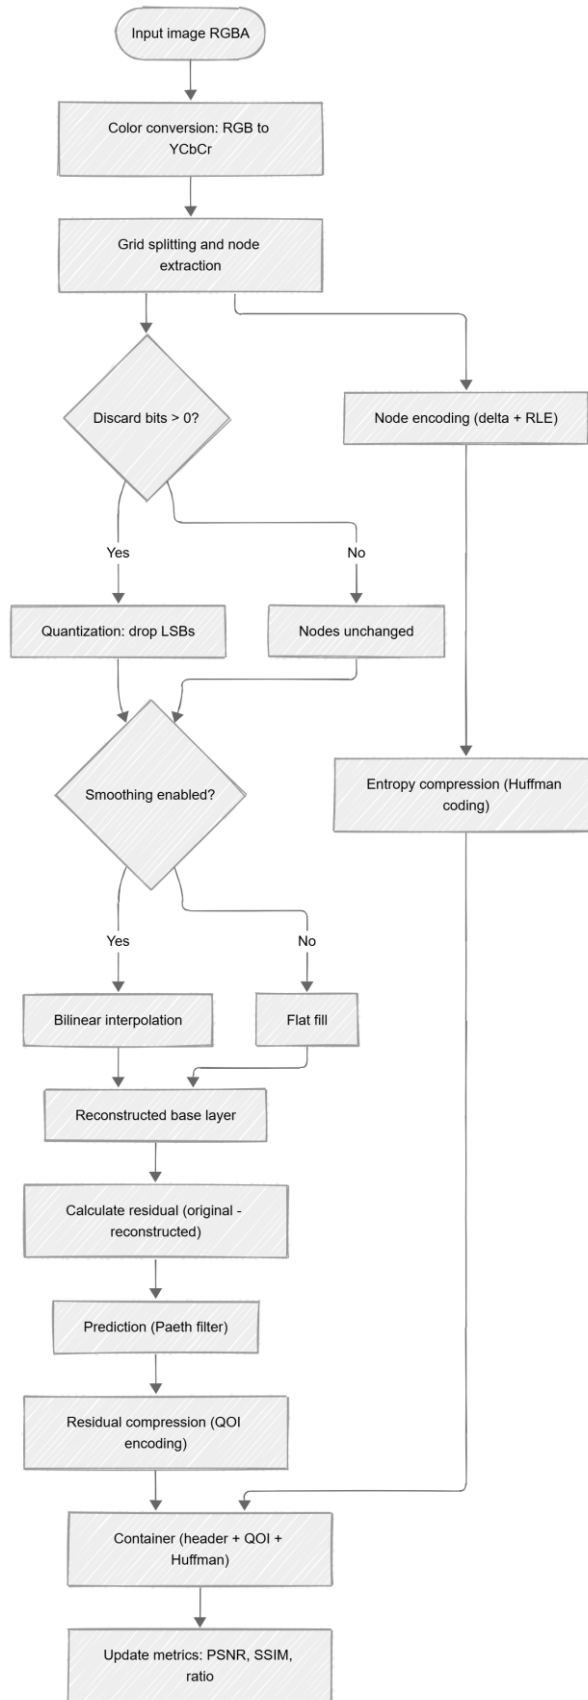 Input image RGBA
Color conversion: RGB to
YCbCr
Grid splitting and node
extraction
Discard bits > 0?
Node encoding (delta + RLE)
Yes
No
Quantization: drop LSBs
Nodes unchanged
Smoothing enabled?
Entropy compression (Huffman
coding)
Yes
No
Bilinear interpolation
Flat fill
Reconstructed base layer
Calculate residual (original -
reconstructed)
Prediction (Paeth filter)
Residual compression (QOI
encoding)
Container (header + QOI +
Huffman)
Update metrics: PSNR, SSIM,
ratio